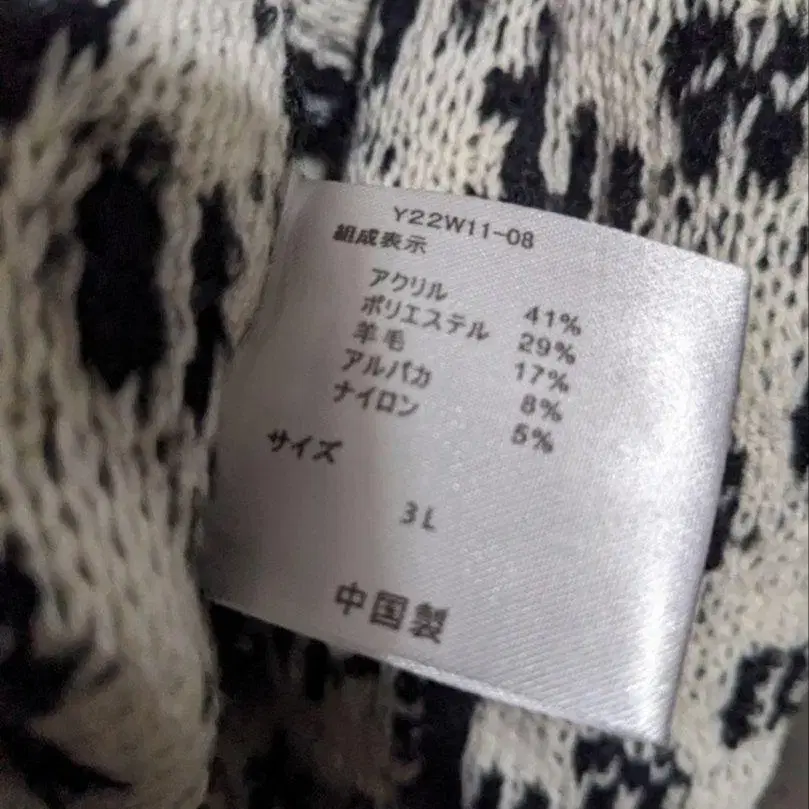 Y22W11-08
組成表示
アクリル 41%
ポリエステル 29%
羊毛 17%
アルパカ 8%
ナイロン 5%
サイズ
3L
中国製